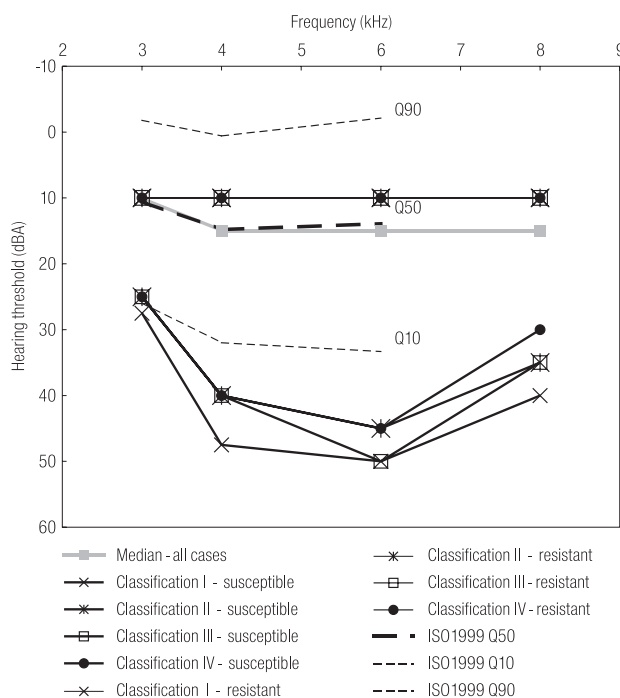 Frequency (kHz)
2 3 4 5 6 7 8 9
-10
0
10
20
30
40
50
60
Hearing threshold (dBA)
Q90
Q50
Q10
Median - all cases
Classification I - susceptible
Classification II - susceptible
Classification III - susceptible
Classification IV - susceptible
Classification I - resistant
Classification II - resistant
Classification III - resistant
Classification IV - resistant
ISO1999 Q50
ISO1999 Q10
ISO1999 Q90